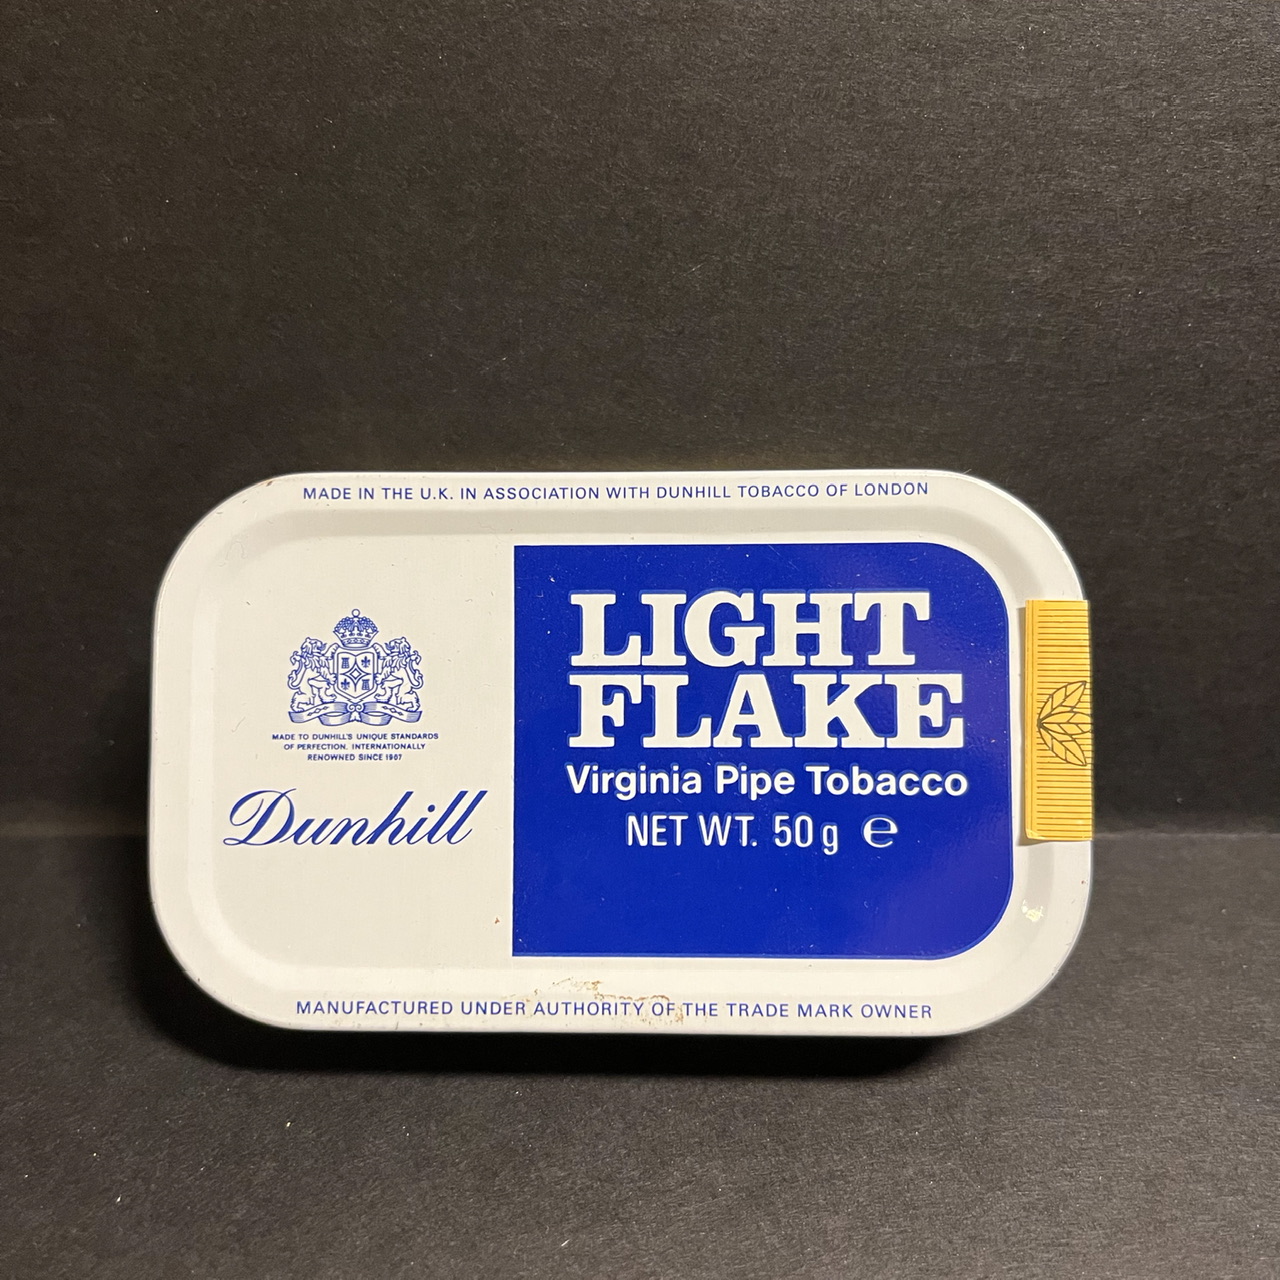 MADE IN THE U.K. IN ASSOCIATION WITH DUNHILL TOBACCO OF LONDON
MADE TO DUNHILL'S UNIQUE STANDARDS
OF PERFECTION. INTERNATIONALLY
RENOWNED SINCE 1907
Dunhill
LIGHT
FLAKE
Virginia Pipe Tobacco
NET WT. 50 g ℮
MANUFACTURED UNDER AUTHORITY OF THE TRADE MARK OWNER